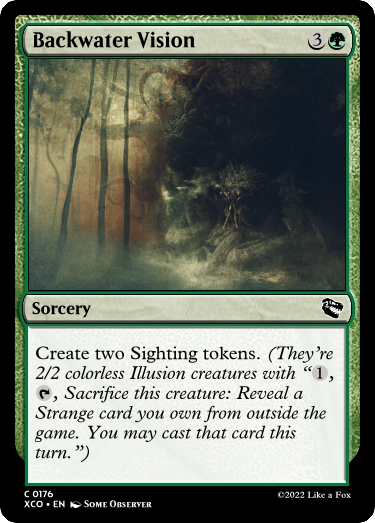 Backwater Vision 3
Sorcery
Create two Sighting tokens. (They're
2/2 colorless Illusion creatures with “1,
, Sacrifice this creature: Reveal a
Strange card you own from outside the
game. You may cast that card this
turn.”)
C 0176
XCO • EN Some Observer
©2022 Like a Fox